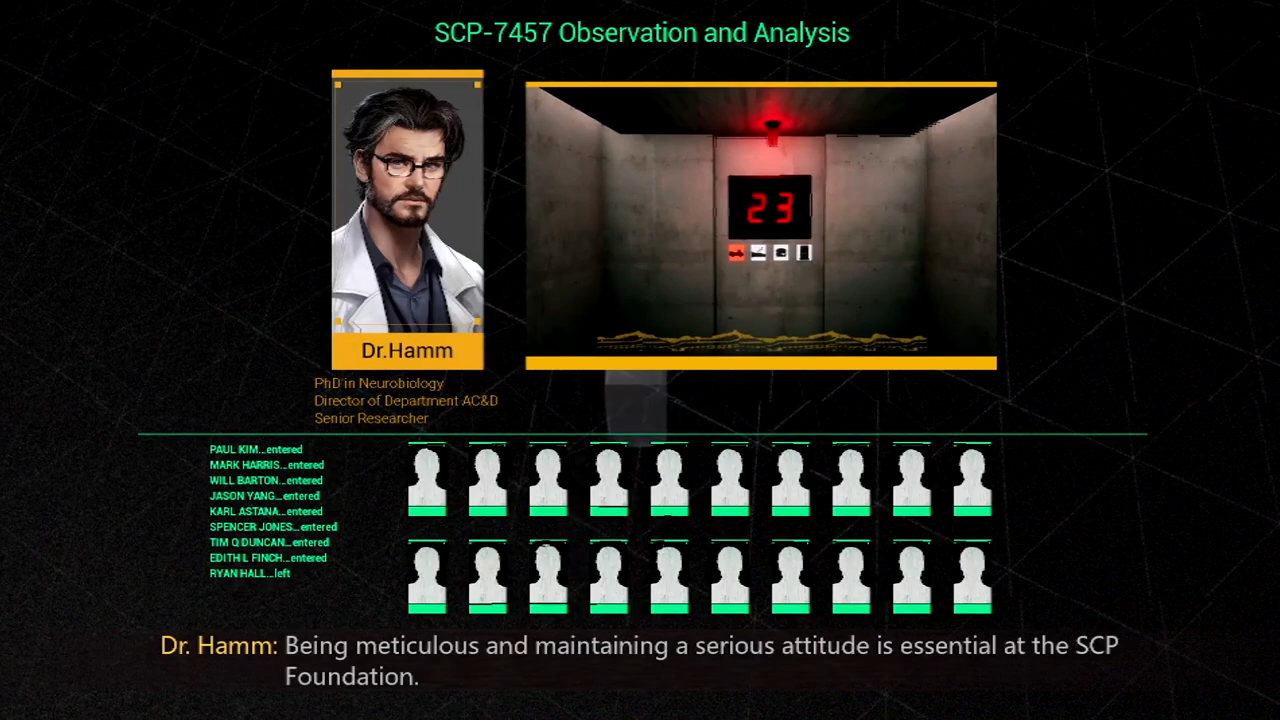 SCP-7457 Observation and Analysis
23
Dr.Hamm
PhD in Neurobiology
Director of Department AC&D
Senior Researcher
PAUL KIM...entered
MARK HARRIS...entered
WILL BARTON...entered
JASON YANG...entered
KARL ASTANA...entered
SPENCER JONES...entered
TIM Q DUNCAN...entered
EDITH L FINCH...entered
RYAN HALL...left
Dr. Hamm: Being meticulous and maintaining a serious attitude is essential at the SCP
Foundation.